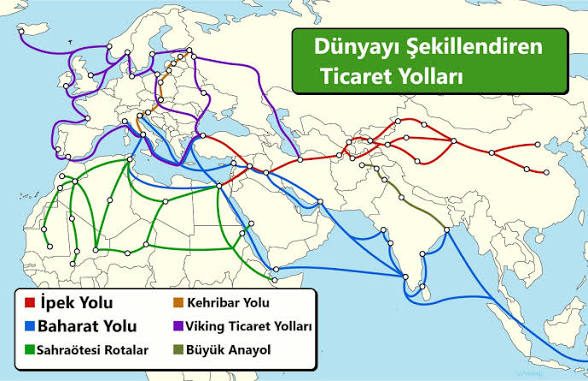 Dünyayı Şekillendiren
Ticaret Yolları
İpek Yolu
Baharat Yolu
Sahraötesi Rotalar
Kehribar Yolu
Viking Ticaret Yolları
Büyük Anayol